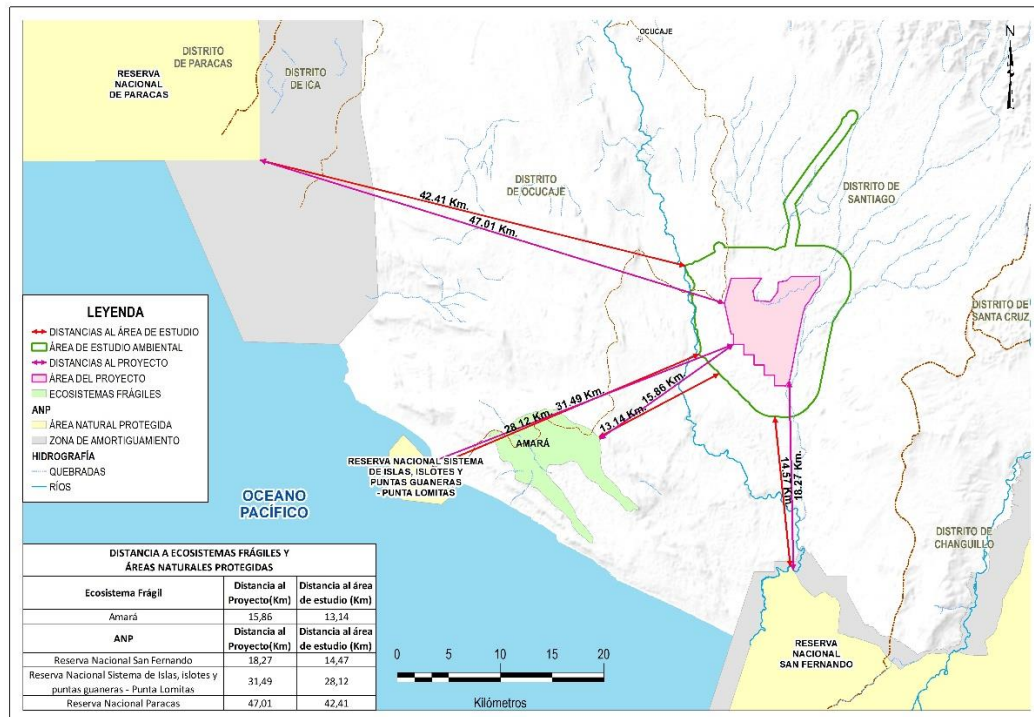 OCUCAJE
N
DISTRITO
DE PARACAS
RESERVA
NACIONAL
DE PARACAS
DISTRITO
DE ICA
DISTRITO
DE OCUCAJE
DISTRITO DE
SANTIAGO
42.41 Km.
47.01 Km.
DISTRITO DE
SANTA CRUZ
LEYENDA
DISTANCIAS AL ÁREA DE ESTUDIO
ÁREA DE ESTUDIO AMBIENTAL
DISTANCIAS AL PROYECTO
ÁREA DEL PROYECTO
ECOSISTEMAS FRÁGILES
ANP
ÁREA NATURAL PROTEGIDA
ZONA DE AMORTIGUAMIENTO
HIDROGRAFÍA
QUEBRADAS
RÍOS
28.12 Km.
31.49 Km.
13.14 Km.
15.86 Km.
AMARÁ
RESERVA NACIONAL SISTEMA
DE ISLAS, ISLOTES Y
PUNTAS GUANERAS
- PUNTA LOMITAS
14.57 Km.
18.27 Km.
OCEANO
PACÍFICO
DISTRITO DE
CHANGUILLO
RESERVA
NACIONAL
SAN FERNANDO
DISTANCIA A ECOSISTEMAS FRÁGILES Y
ÁREAS NATURALES PROTEGIDAS
Ecosistema Frágil Distancia al Proyecto(Km) Distancia al área de estudio (Km)
Amará 15,86 13,14
ANP Distancia al Proyecto(Km) Distancia al área de estudio (Km)
Reserva Nacional San Fernando 18,27 14,47
Reserva Nacional Sistema de Islas, islotes y puntas guaneras - Punta Lomitas 31,49 28,12
Reserva Nacional Paracas 47,01 42,41
0 5 10 20
Kilómetros